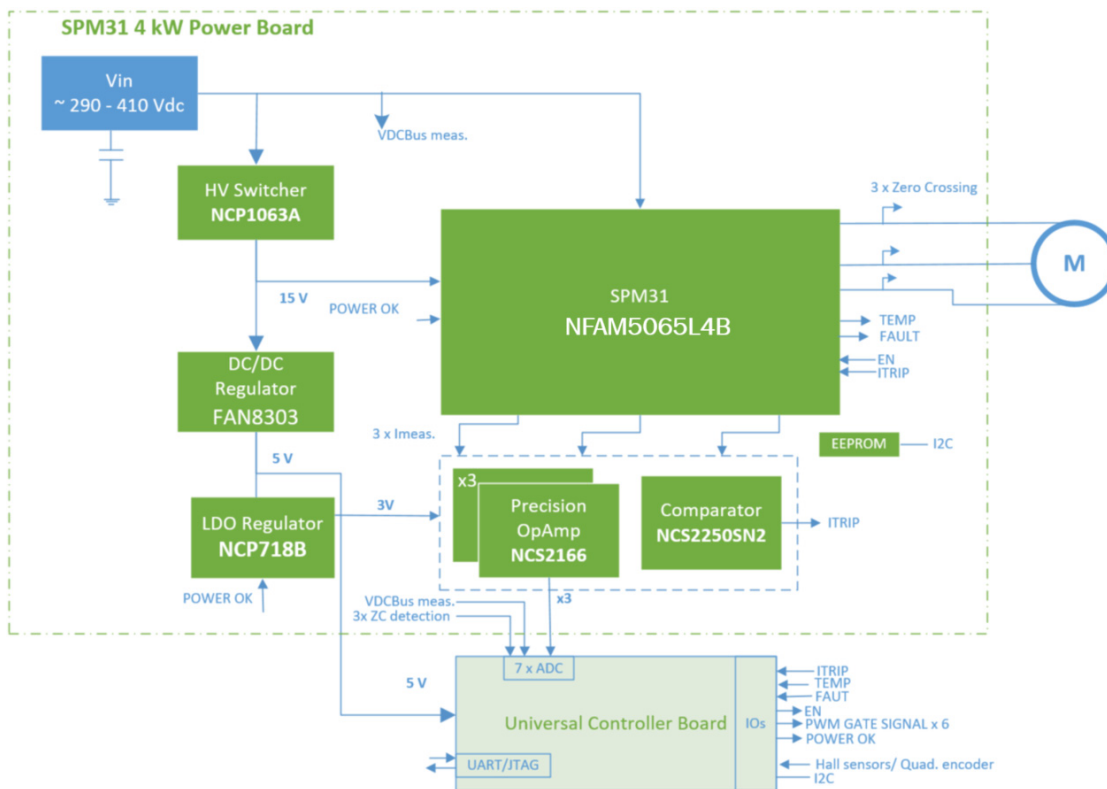 SPM31 4 kW Power Board
Vin
~ 290 - 410 Vdc
VDCBus meas.
HV Switcher
NCP1063A
3 x Zero Crossing
M
15 V
POWER OK
SPM31
NFAM5065L4B
TEMP
FAULT
EN
ITRIP
DC/DC
Regulator
FAN8303
3 x Imeas.
EEPROM
I2C
5 V
x3
Precision
OpAmp
NCS2166
Comparator
NCS2250SN2
ITRIP
3V
LDO Regulator
NCP718B
POWER OK
x3
VDCBus meas.
3x ZC detection
7 x ADC
5 V
Universal Controller Board
IOs
ITRIP
TEMP
FAUT
EN
PWM GATE SIGNAL x 6
POWER OK
UART/JTAG
Hall sensors/ Quad. encoder
I2C